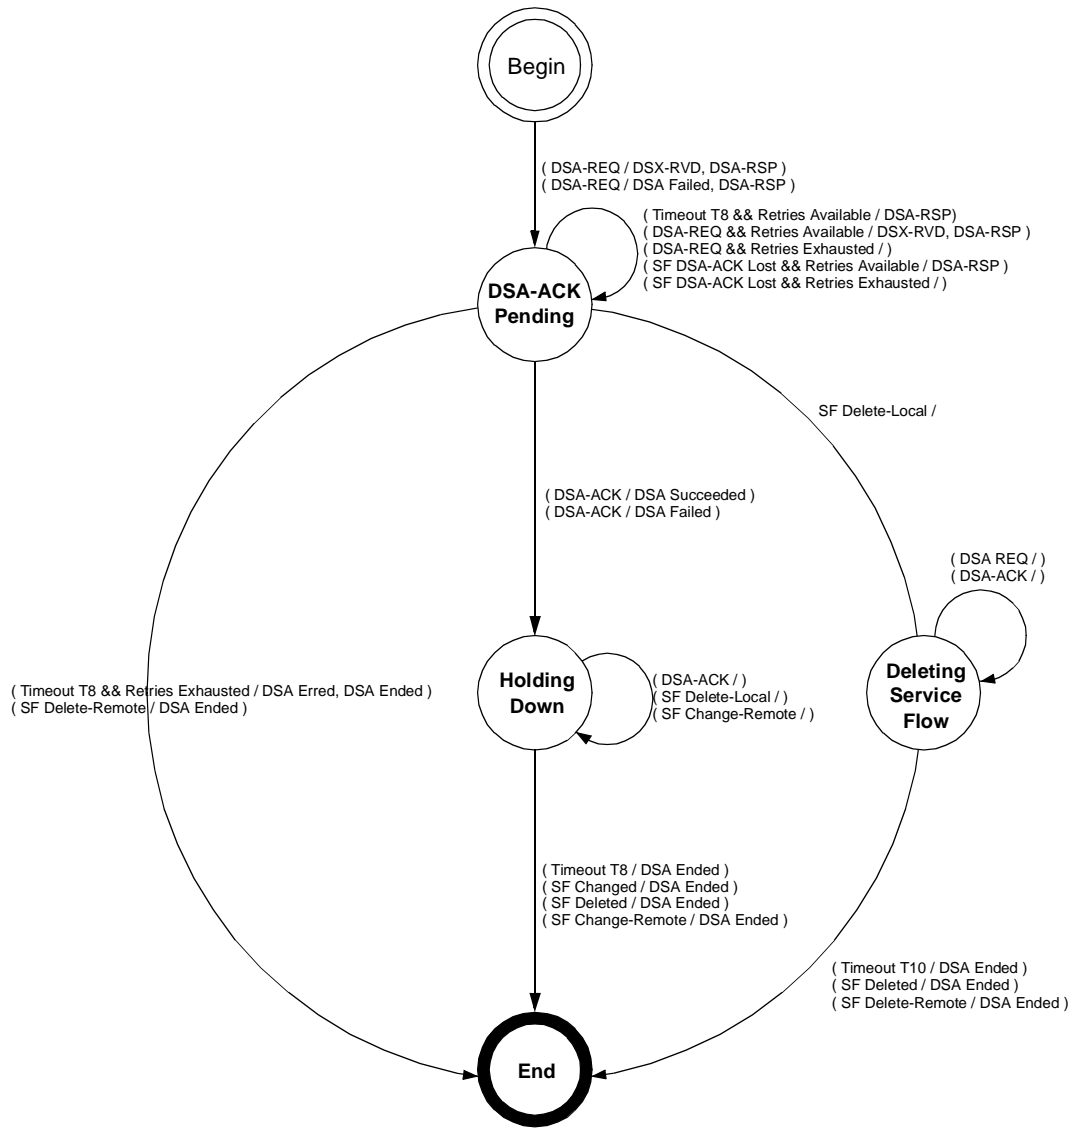 Begin
( DSA-REQ / DSX-RVD, DSA-RSP )
( DSA-REQ / DSA Failed, DSA-RSP )
( Timeout T8 && Retries Available / DSA-RSP)
( DSA-REQ && Retries Available / DSX-RVD, DSA-RSP )
( DSA-REQ && Retries Exhausted / )
( SF DSA-ACK Lost && Retries Available / DSA-RSP )
( SF DSA-ACK Lost && Retries Exhausted / )
DSA-ACK
Pending
SF Delete-Local /
( DSA-ACK / DSA Succeeded )
( DSA-ACK / DSA Failed )
( DSA REQ / )
( DSA-ACK / )
Holding
Down
( DSA-ACK / )
( SF Delete-Local / )
( SF Change-Remote / )
Deleting
Service
Flow
( Timeout T8 && Retries Exhausted / DSA Erred, DSA Ended )
( SF Delete-Remote / DSA Ended )
( Timeout T8 / DSA Ended )
( SF Changed / DSA Ended )
( SF Deleted / DSA Ended )
( SF Change-Remote / DSA Ended )
( Timeout T10 / DSA Ended )
( SF Deleted / DSA Ended )
( SF Delete-Remote / DSA Ended )
End